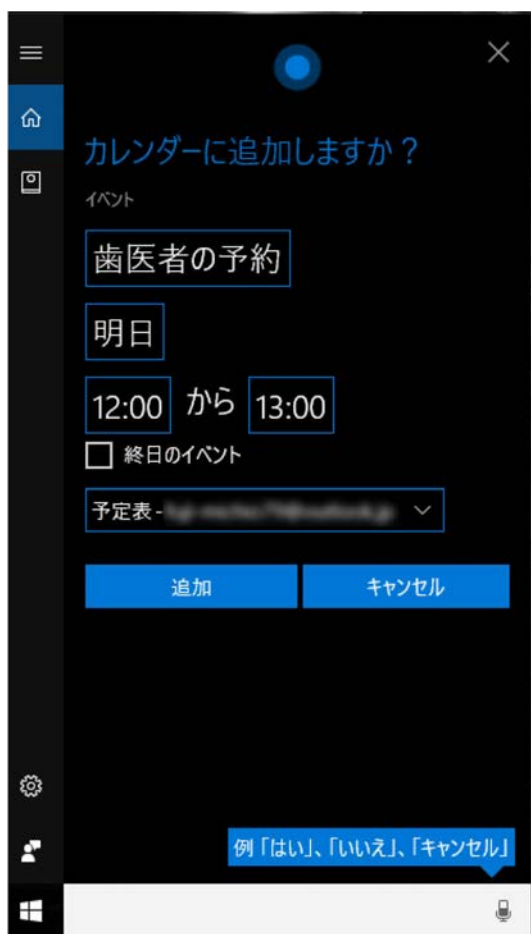 カレンダーに追加しますか？
イベント
歯医者の予約
明日
12:00 から 13:00
終日のイベント
予定表 -
追加 キャンセル
例「はい」、「いいえ」、「キャンセル」